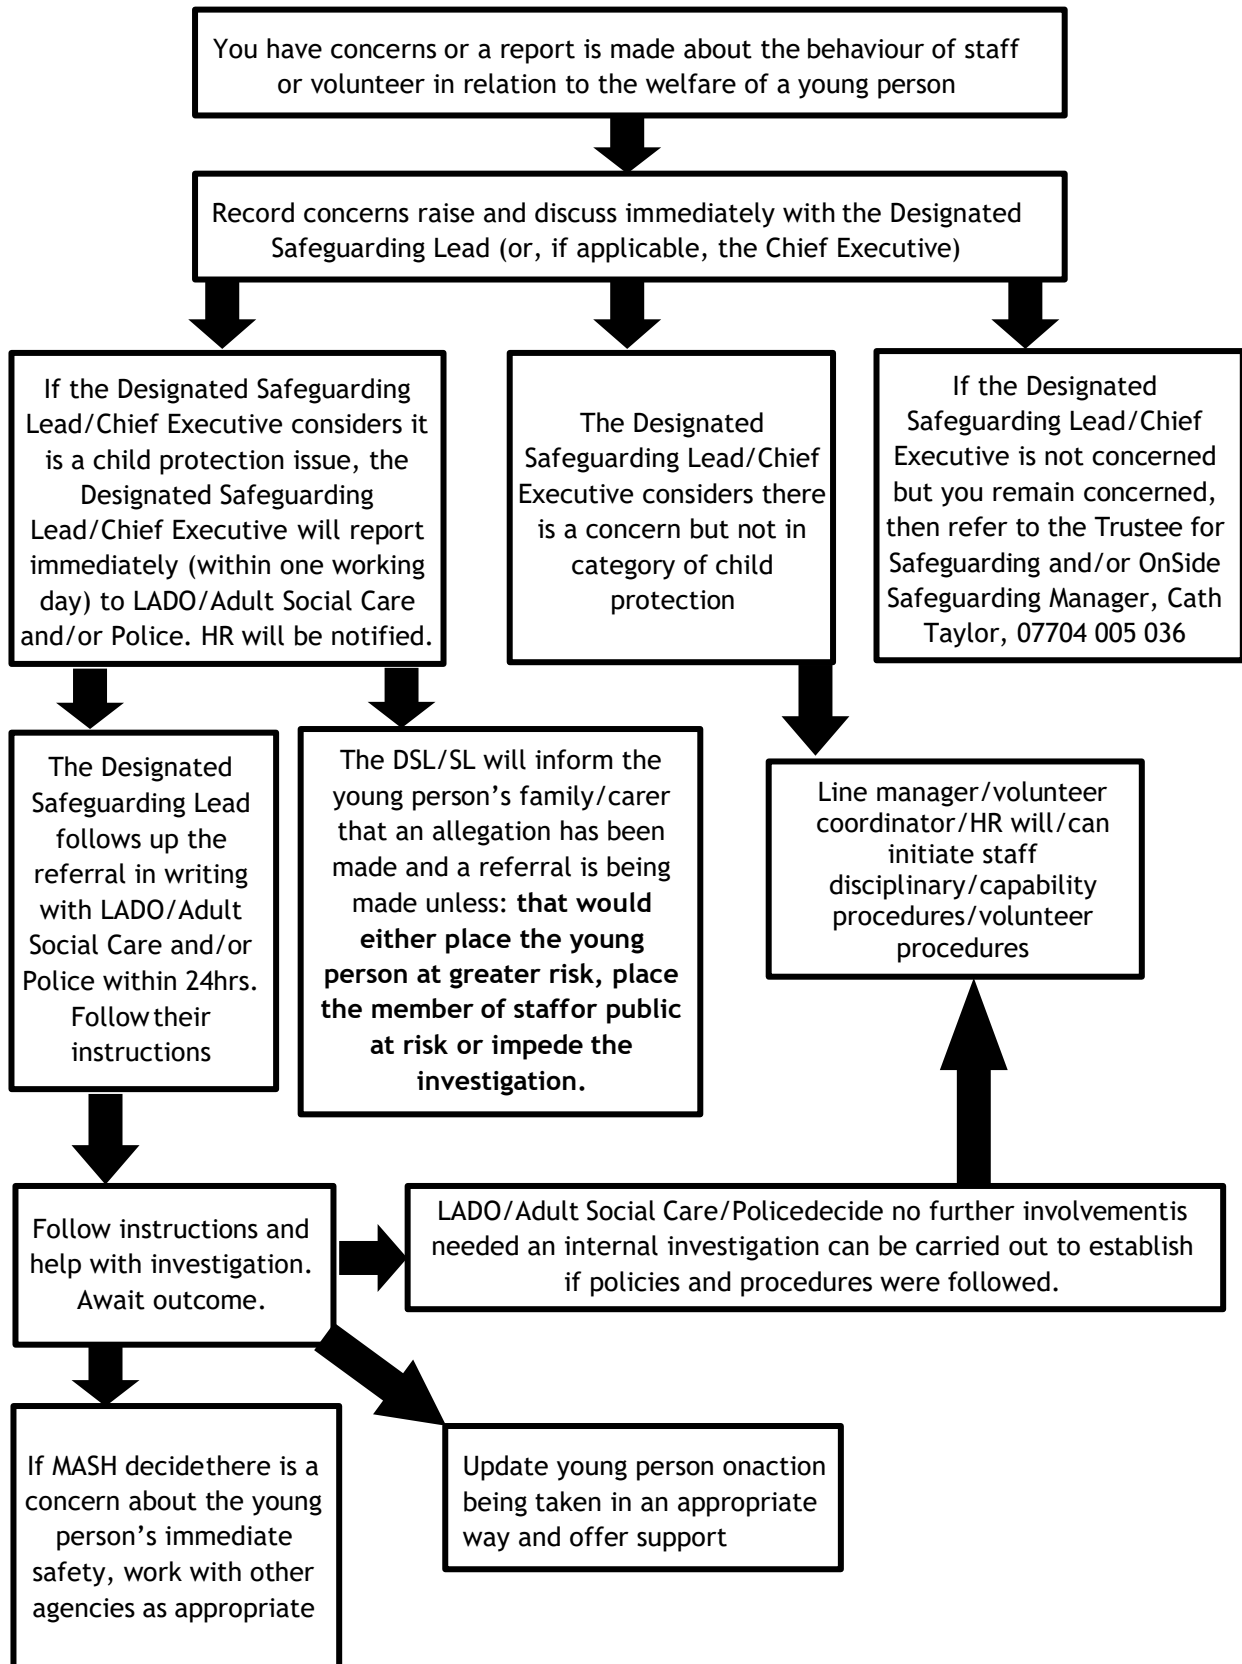 You have concerns or a report is made about the behaviour of staff
or volunteer in relation to the welfare of a young person
Record concerns raise and discuss immediately with the Designated
Safeguarding Lead (or, if applicable, the Chief Executive)
If the Designated Safeguarding
Lead/Chief Executive considers it
is a child protection issue, the
Designated Safeguarding
Lead/Chief Executive will report
immediately (within one working
day) to LADO/Adult Social Care
and/or Police. HR will be notified.
The Designated
Safeguarding Lead/Chief
Executive considers there
is a concern but not in
category of child
protection
If the Designated
Safeguarding Lead/Chief
Executive is not concerned
but you remain concerned,
then refer to the Trustee for
Safeguarding and/or OnSide
Safeguarding Manager, Cath
Taylor, 07704 005 036
The Designated
Safeguarding Lead
follows up the
referral in writing
with LADO/Adult
Social Care and/or
Police within 24hrs.
Follow their
instructions
The DSL/SL will inform the
young person’s family/carer
that an allegation has been
made and a referral is being
made unless: that would
either place the young
person at greater risk, place
the member of staffor public
at risk or impede the
investigation.
Line manager/volunteer
coordinator/HR will/can
initiate staff
disciplinary/capability
procedures/volunteer
procedures
Follow instructions and
help with investigation.
Await outcome.
LADO/Adult Social Care/Policedecide no further involvementis
needed an internal investigation can be carried out to establish
if policies and procedures were followed.
If MASH decidethere is a
concern about the young
person’s immediate
safety, work with other
agencies as appropriate
Update young person onaction
being taken in an appropriate
way and offer support